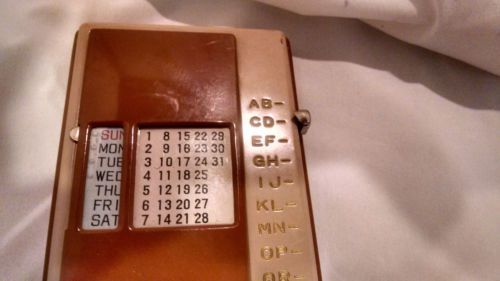 AB-
CD-
EF-
GH-
IJ-
KL-
MN-
OP-
QR-
SUN 1 8 15 22 29
MON 2 9 16 23 30
TUE 3 10 17 24 31
WED 4 11 18 25
THU 5 12 19 26
FRI 6 13 20 27
SAT 7 14 21 28